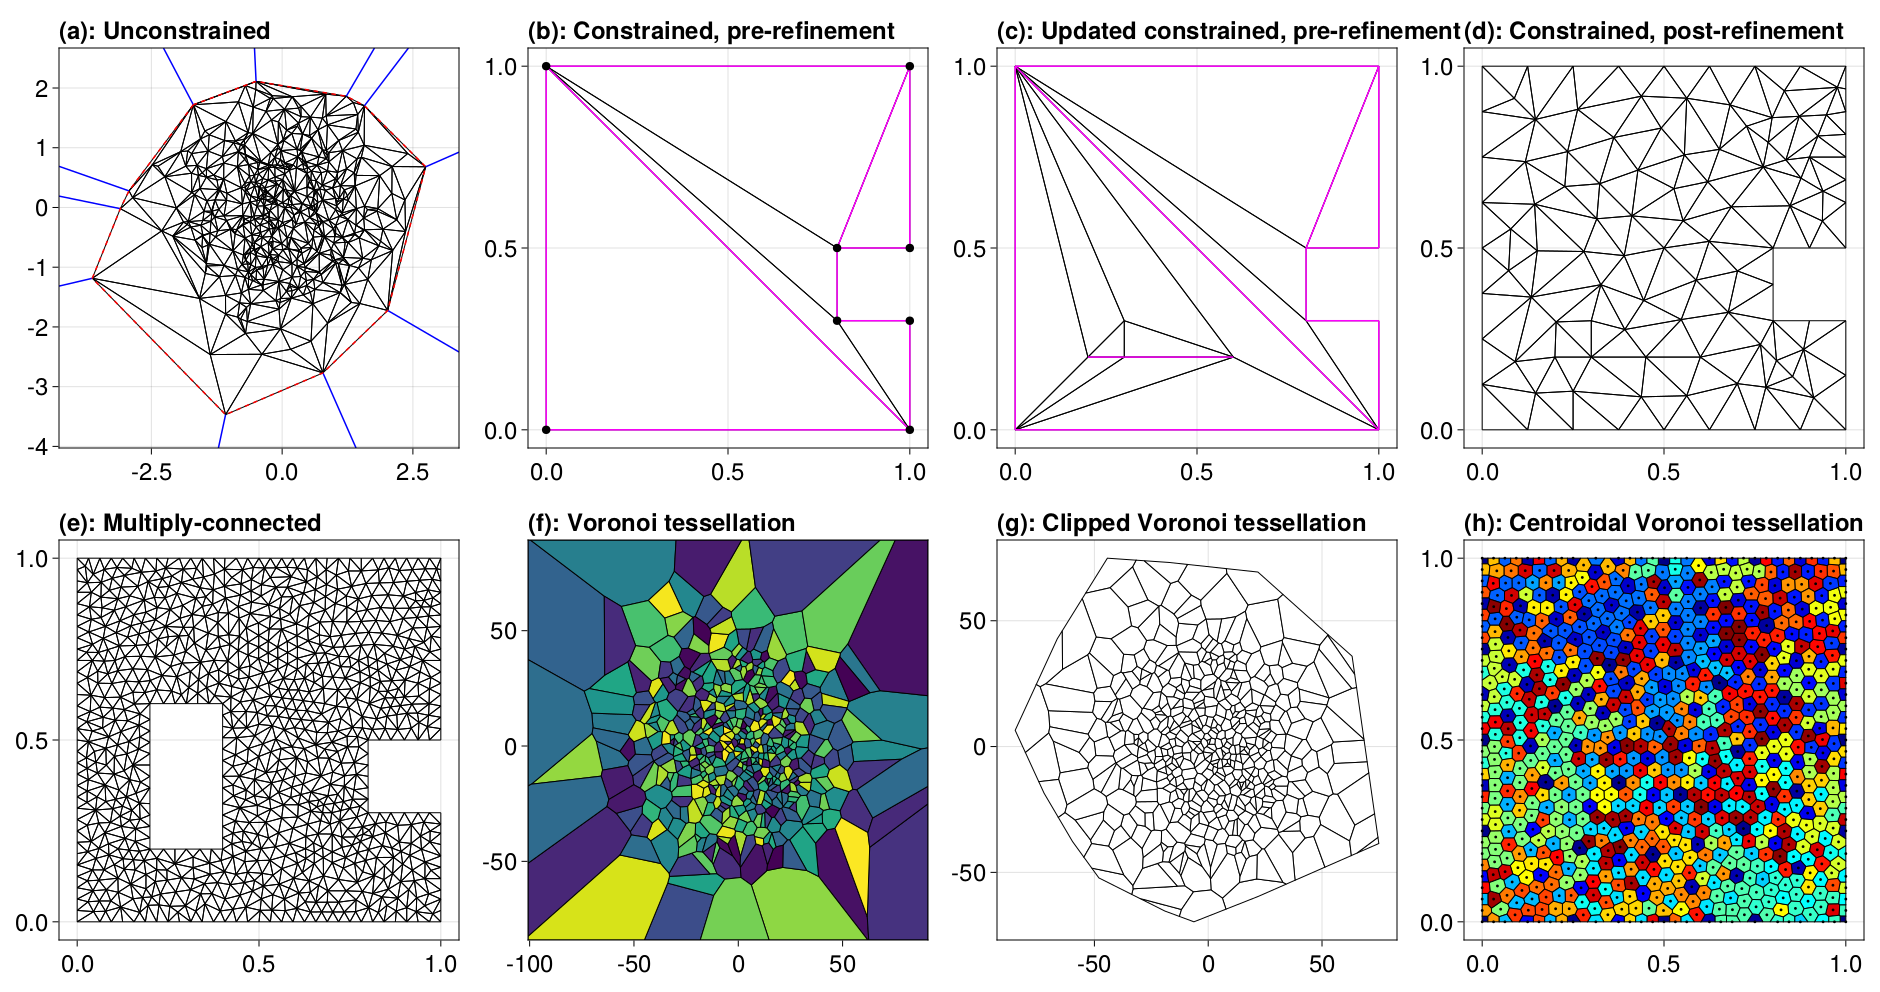 (a): Unconstrained
2
1
0
-1
-2
-3
-4
-2.5 0.0 2.5
(b): Constrained, pre-refinement
1.0
0.5
0.0
0.0 0.5 1.0
(c): Updated constrained, pre-refinement
1.0
0.5
0.0
0.0 0.5 1.0
(d): Constrained, post-refinement
1.0
0.5
0.0
0.0 0.5 1.0
(e): Multiply-connected
1.0
0.5
0.0
0.0 0.5 1.0
(f): Voronoi tessellation
50
0
-50
-100 -50 0 50
(g): Clipped Voronoi tessellation
50
0
-50
-50 0 50
(h): Centroidal Voronoi tessellation
1.0
0.5
0.0
0.0 0.5 1.0